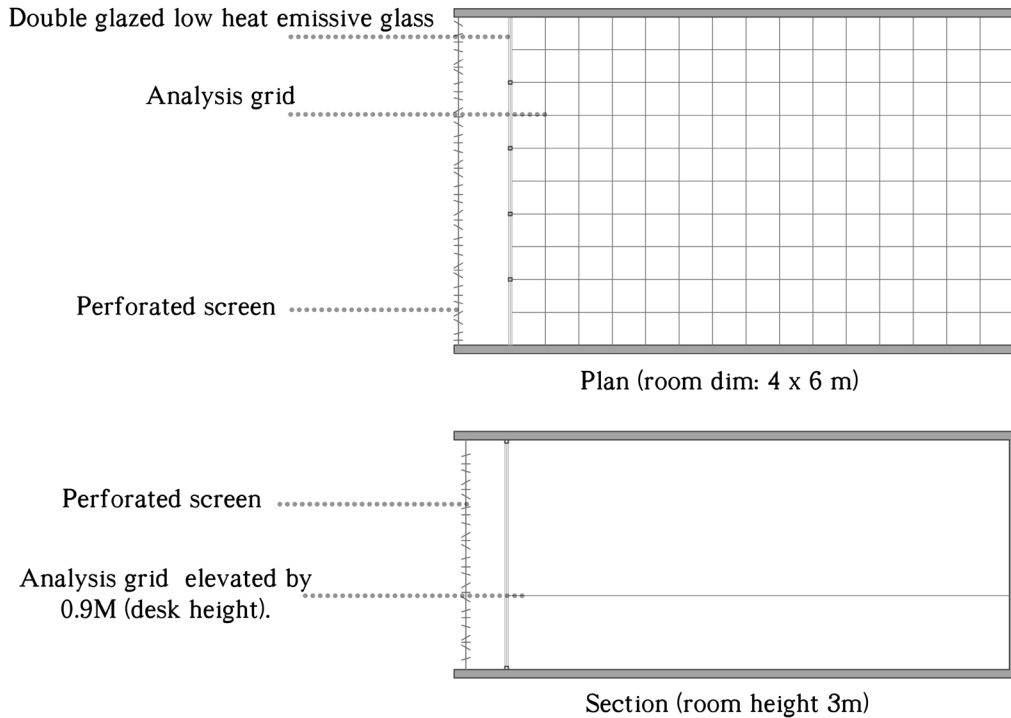 Double glazed low heat emissive glass
Analysis grid
Perforated screen
Plan (room dim: 4 x 6 m)
Perforated screen
Analysis grid elevated by
0.9M (desk height).
Section (room height 3m)